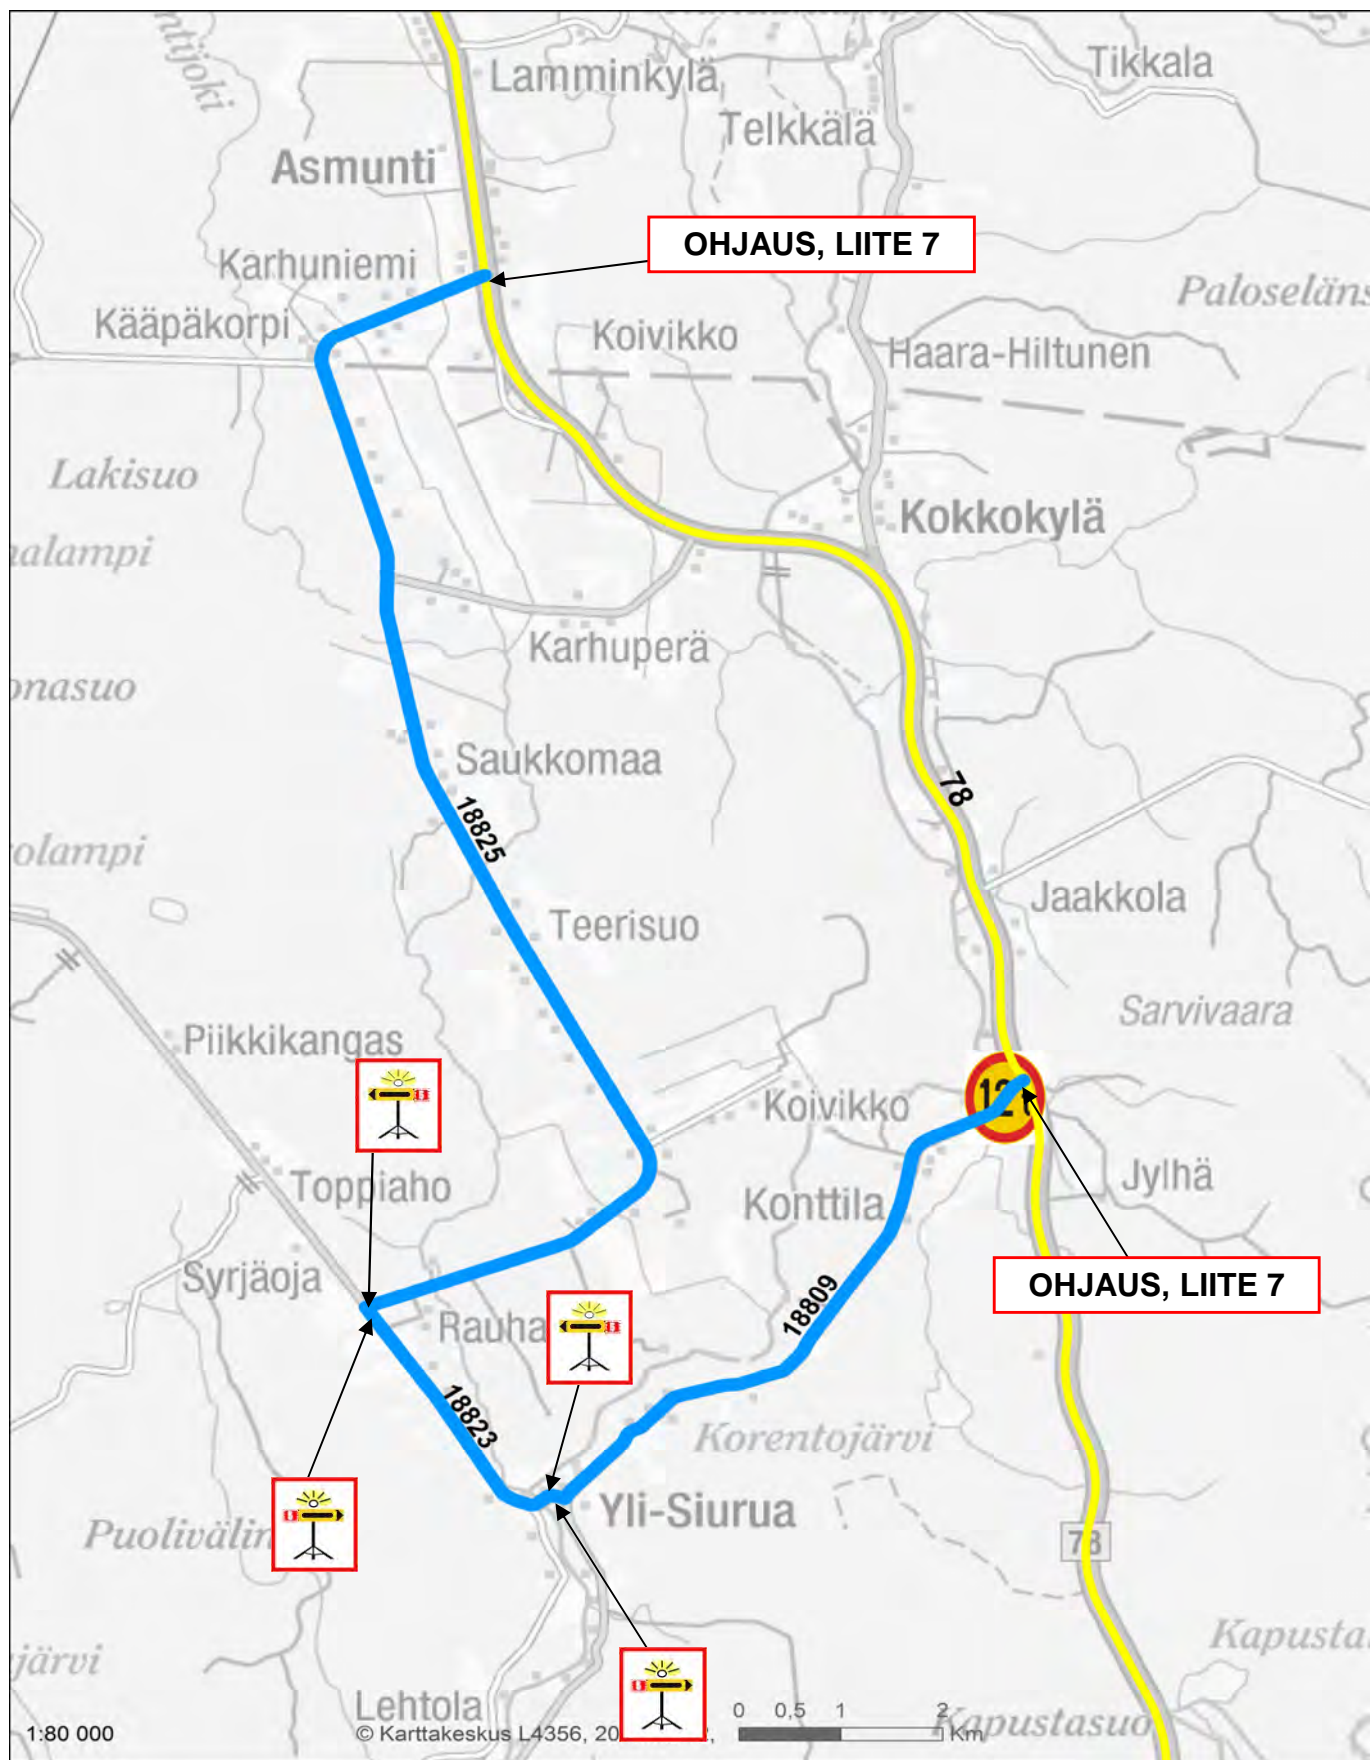 ntijoki
Lamminkylä
Tikkala
Telkkälä
Asmunti
OHJAUS, LIITE 7
Karhuniemi
Paloseläns
Kääpäkorpi
Koivikko
Haara-Hiltunen
Lakisuo
Kokkokylä
alampi
Karhuperä
onasuo
Saukkomaa
78
18825
olampi
Jaakkola
Teerisuo
Sarvivaara
Piikkikangas
12 t
Koivikko
Toppiaho
Jylhä
Konttila
Syrjäoja
OHJAUS, LIITE 7
18809
Rauha
18823
Korentojärvi
Yli-Siurua
Puolivälin
78
Kapusta
järvi
Lehtola
0 0,5 1 2
Km
Kapustasuo
1:80 000
© Karttakeskus L4356, 20